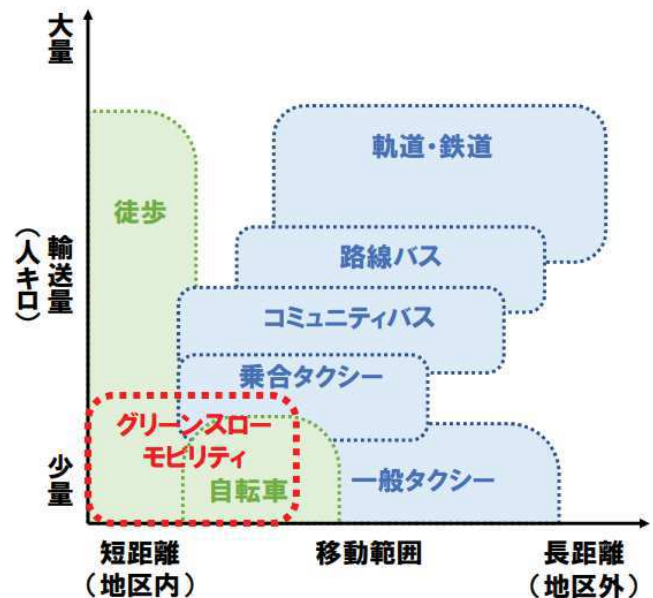 大量
軌道・鉄道
徒歩
路線バス
輸送量
（人キロ）
コミュニティバス
乗合タクシー
グリーンスロー
モビリティ
少量
自転車
一般タクシー
短距離
（地区内）
移動範囲
長距離
（地区外）